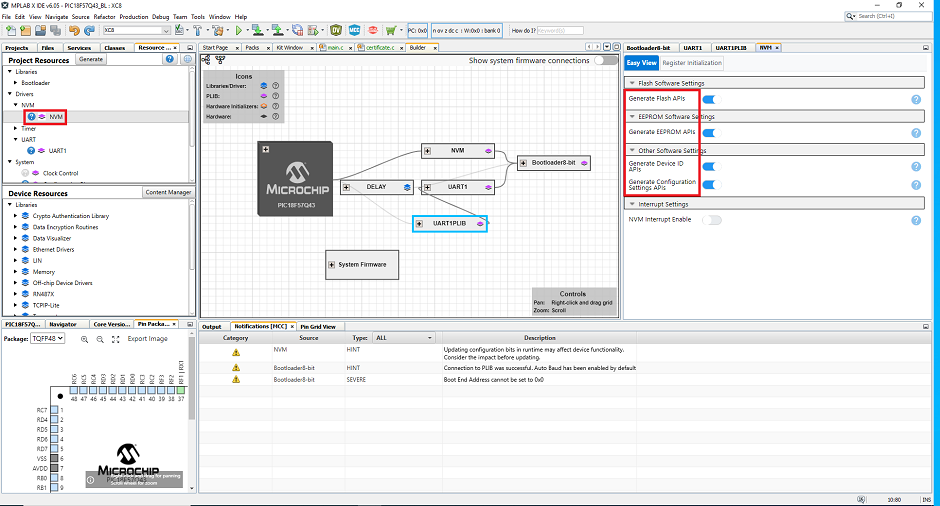 MPLAB X IDE v6.05 - PIC18F57Q43_BL : XC8
File Edit View Navigate Source Refactor Production Debug Team Tools Window Help
Search (Ctrl+I)
XC8
PC: 0x0
n ov z dc c : W:0x0 : bank 0
How do I? Keyword(s)
Projects Files Services Classes Resource ...
Project Resources Generate
Libraries
Bootloader
Drivers
NVM
NVM
Timer
UART
UART1
System
Clock Control
Device Resources Content Manager
Libraries
Crypto Authentication Library
Data Encryption Routines
Data Visualizer
Ethernet Drivers
LIN
Memory
Off-chip Device Drivers
RN487X
TCPIP-Lite
PIC18F57Q... Navigator Core Versio... Pin Packa...
Package: TQFP48 Export Image
RC6 RC5 RC4 RD3 RD2 RD1 RD0 RC3 RC2 RF3 RF2 RF1 | RX1
48 47 46 45 44 43 42 41 40 39 38 37
RC7 1
RD4 2
RD5 3
RD6 4
RD7 5
VSS 6
AVDD 7
RB0 8
RB1 9
MICROCHIP
PIC18F57Q43
Scroll wheel for zoom
Start Page Packs Kit Window main.c certificate.c Builder
Show system firmware connections
Icons
Libraries/Driver:
PLIB:
Hardware Initializers:
Hardware:
MICROCHIP
PIC18F57Q43
NVM
Bootloader8-bit
DELAY
UART1
UART1PLIB
System Firmware
Controls
Pan: Right-click and drag grid
Zoom: Scroll
Bootloader8-bit UART1 UART1PLIB NVM
Easy View Register Initialization
Flash Software Settings
Generate Flash APIs
EEPROM Software Settings
Generate EEPROM APIs
Other Software Settings
Generate Device ID
APIs
Generate Configuration
Settings APIs
Interrupt Settings
NVM Interrupt Enable
Output Notifications [MCC] Pin Grid View
Category Source Type: ALL Description
NVM HINT Updating configuration bits in runtime may affect device functionality.
Consider the impact before updating.
Bootloader8-bit HINT Connection to PLIB was successful. Auto Baud has been enabled by default
Bootloader8-bit SEVERE Boot End Address cannot be set to 0x0
10:80 INS